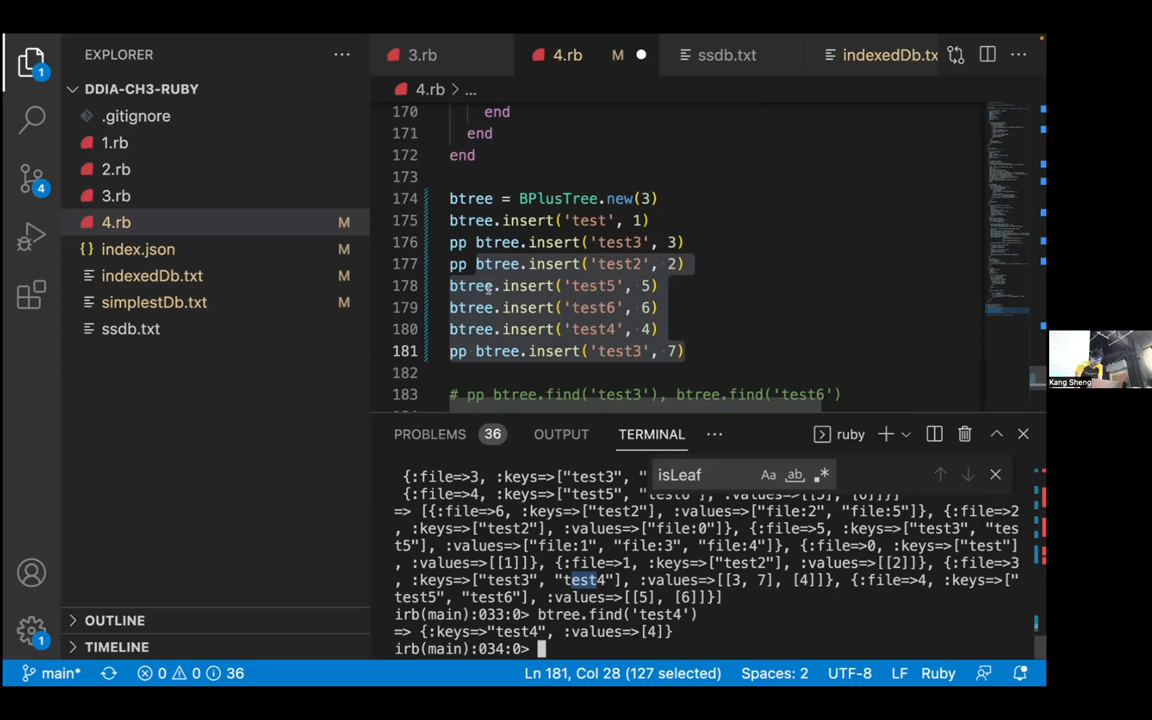 EXPLORER
DDIA-CH3-RUBY
.gitignore
1.rb
2.rb
3.rb
4.rb M
index.json M
indexedDb.txt M
simplestDb.txt M
ssdb.txt
OUTLINE
TIMELINE
1
4
1
3.rb
4.rb M
ssdb.txt
indexedDb.tx
4.rb > ...
170 end
171 end
172 end
173
174 btree = BPlusTree.new(3)
175 btree.insert('test', 1)
176 pp btree.insert('test3', 3)
177 pp btree.insert('test2', 2)
178 btree.insert('test5', 5)
179 btree.insert('test6', 6)
180 btree.insert('test4', 4)
181 pp btree.insert('test3', 7)
182
183 # pp btree.find('test3'), btree.find('test6')
PROBLEMS 36 OUTPUT TERMINAL ... ruby
isLeaf Aa ab .*
{:file=>3, :keys=>["test3", "
{:file=>4, :keys=>["test5",
=> [{:file=>6, :keys=>["test2"], :values=>["file:2", "file:5"]}, {:file=>2
, :keys=>["test2"], :values=>["file:0"]}, {:file=>5, :keys=>["test3", "tes
t5"], :values=>["file:1", "file:3", "file:4"]}, {:file=>0, :keys=>["test"]
, :values=>[[1]]}, {:file=>1, :keys=>["test2"], :values=>[[2]]}, {:file=>3
, :keys=>["test3", "test4"], :values=>[[3, 7], [4]]}, {:file=>4, :keys=>["
test5", "test6"], :values=>[[5], [6]]}]
irb(main):033:0> btree.find('test4')
=> {:keys=>"test4", :values=>[4]}
irb(main):034:0>
main* 0 0 36 Ln 181, Col 28 (127 selected) Spaces: 2 UTF-8 LF Ruby
Kang Sheng